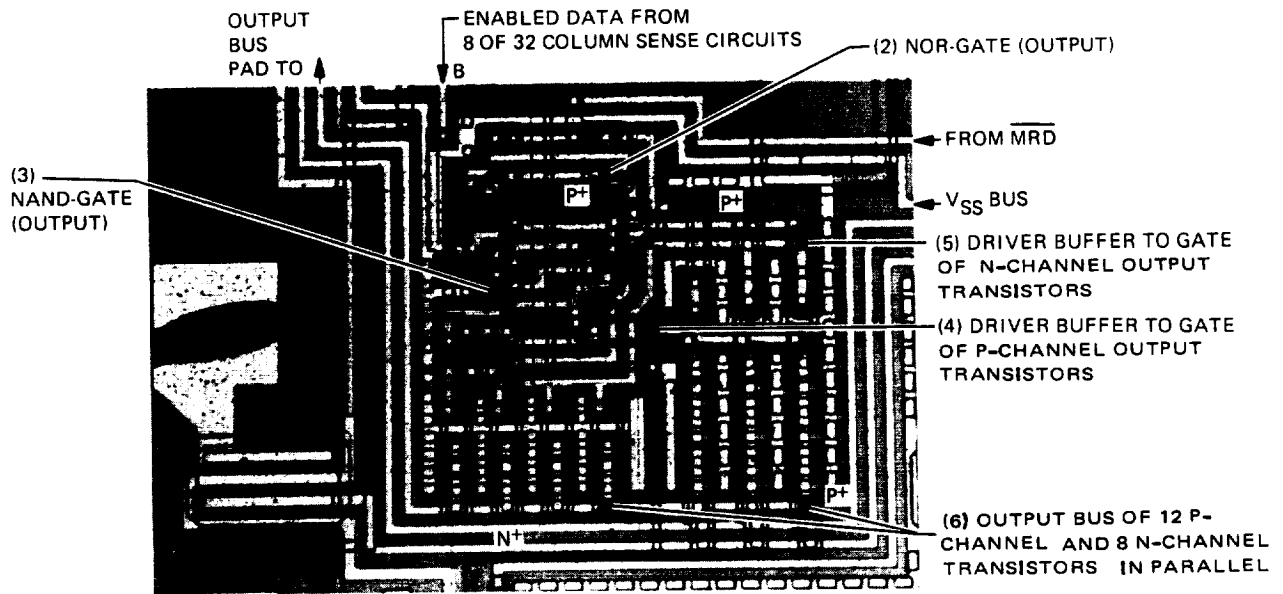 OUTPUT
BUS
PAD TO
ENABLED DATA FROM
8 OF 32 COLUMN SENSE CIRCUITS
B
(2) NOR-GATE (OUTPUT)
FROM M̅R̅D̅
(3)
NAND-GATE
(OUTPUT)
P+
P+
VSS BUS
(5) DRIVER BUFFER TO GATE
OF N-CHANNEL OUTPUT
TRANSISTORS
(4) DRIVER BUFFER TO GATE
OF P-CHANNEL OUTPUT
TRANSISTORS
P+
N+
(6) OUTPUT BUS OF 12 P-
CHANNEL AND 8 N-CHANNEL
TRANSISTORS IN PARALLEL